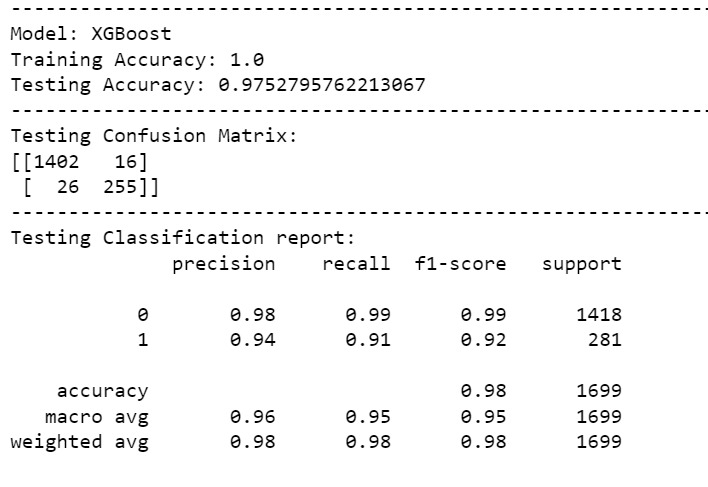 ------------------------------------------------------------
Model: XGBoost
Training Accuracy: 1.0
Testing Accuracy: 0.9752795762213067
------------------------------------------------------------
Testing Confusion Matrix:
[[1402   16]
 [  26  255]]
------------------------------------------------------------
Testing Classification report:
              precision    recall  f1-score   support

           0       0.98      0.99      0.99      1418
           1       0.94      0.91      0.92       281

    accuracy                           0.98      1699
   macro avg       0.96      0.95      0.95      1699
weighted avg       0.98      0.98      0.98      1699